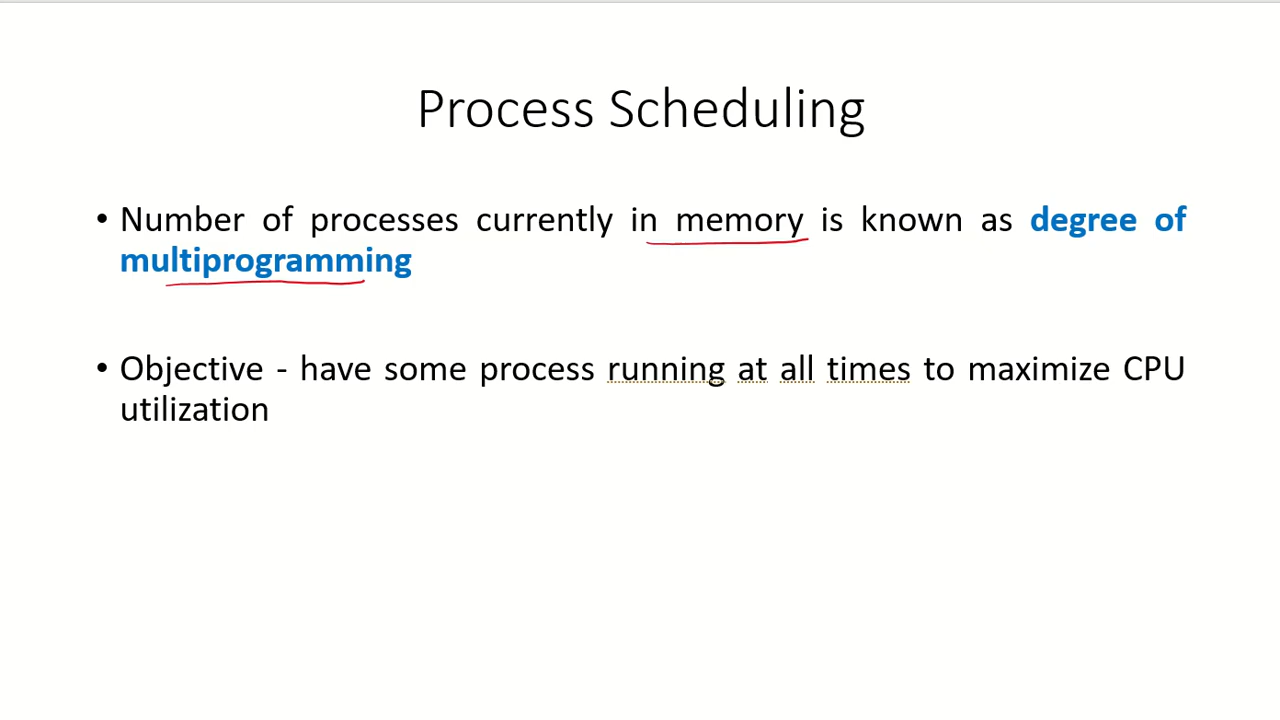 Process Scheduling
• Number of processes currently in memory is known as degree of
multiprogramming
• Objective - have some process running at all times to maximize CPU
utilization